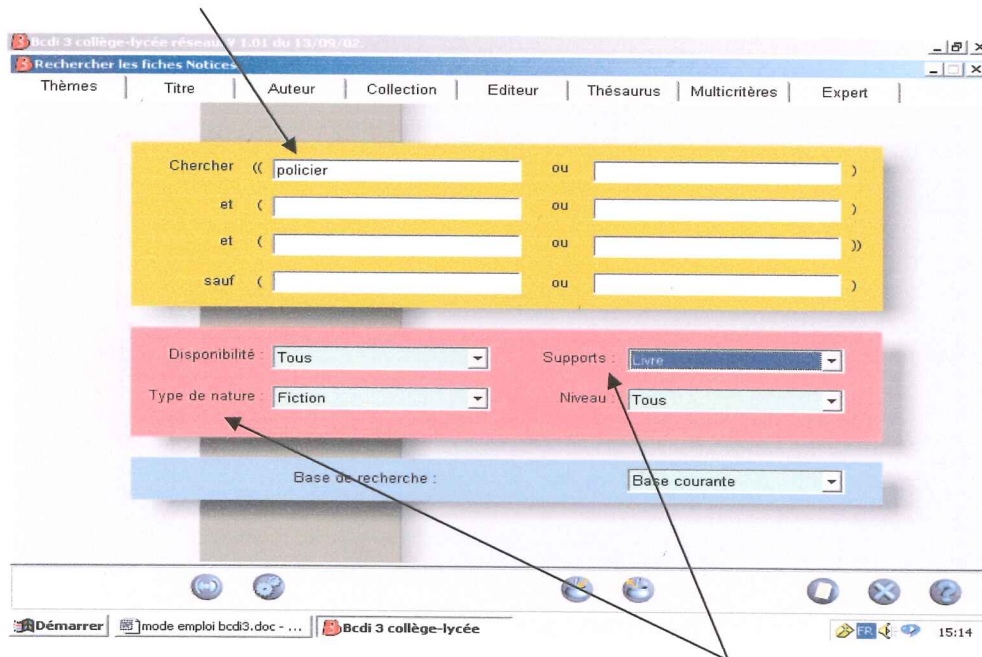 Bcdi 3 collège-lycée réseau. V 1.01 du 13/09/02.
Rechercher les fiches Notices
Thèmes Titre Auteur Collection Editeur Thésaurus Multicritères Expert
Chercher (( policier ou )
et ( ou )
et ( ou ))
sauf ( ou )
Disponibilité : Tous Supports : Livre
Type de nature : Fiction Niveau : Tous
Base de recherche : Base courante
Démarrer mode emploi bcdi3.doc - ... Bcdi 3 collège-lycée FR 15:14